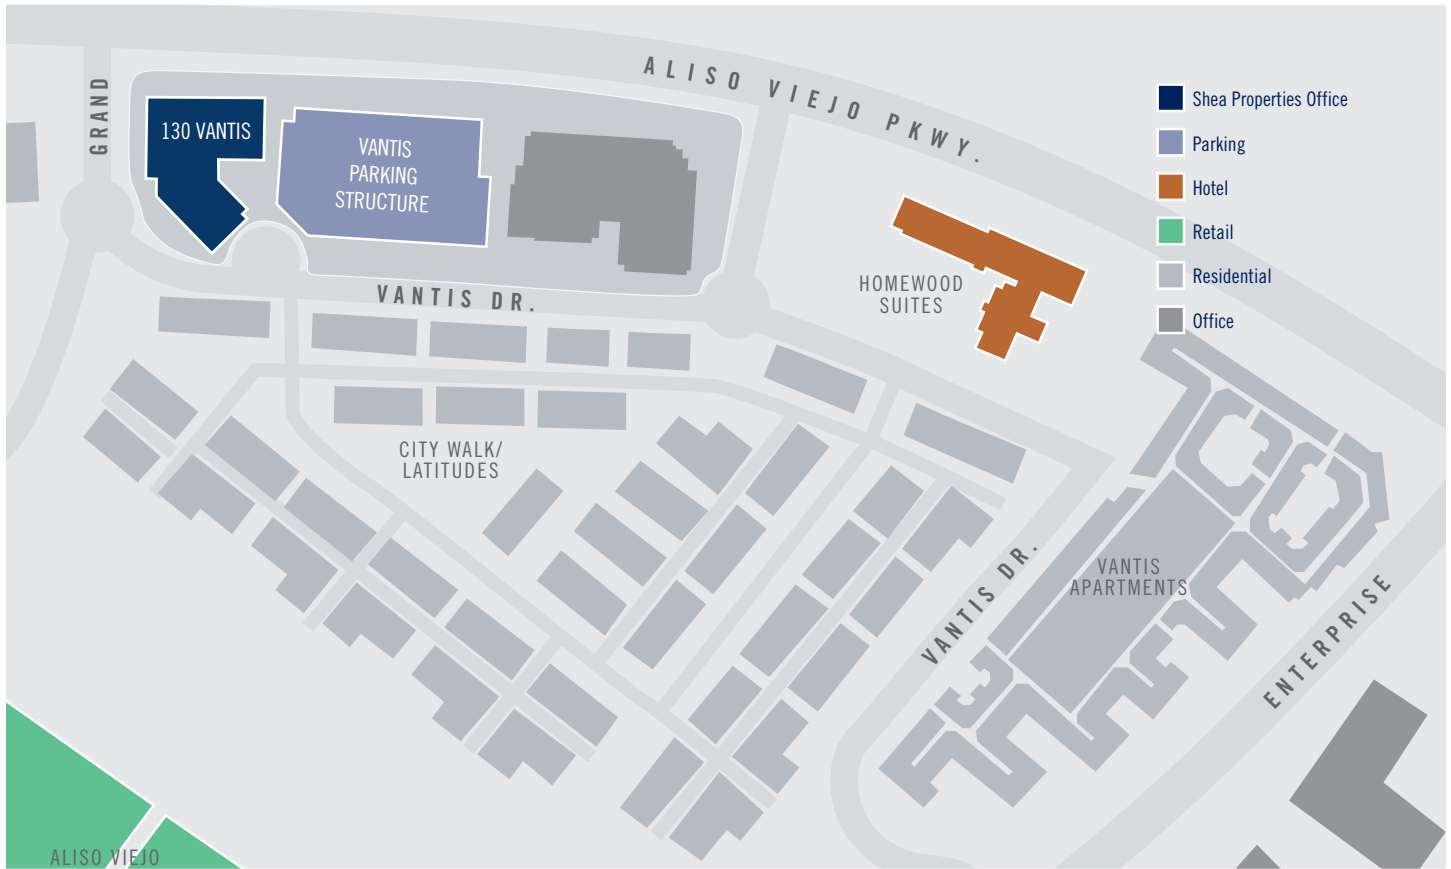 ALISO VIEJO PKWY.
GRAND
130 VANTIS
VANTIS
PARKING
STRUCTURE
Shea Properties Office
Parking
Hotel
Retail
Residential
Office
HOMEWOOD
SUITES
VANTIS DR.
CITY WALK/
LATITUDES
VANTIS DR.
VANTIS
APARTMENTS
ENTERPRISE
ALISO VIEJO